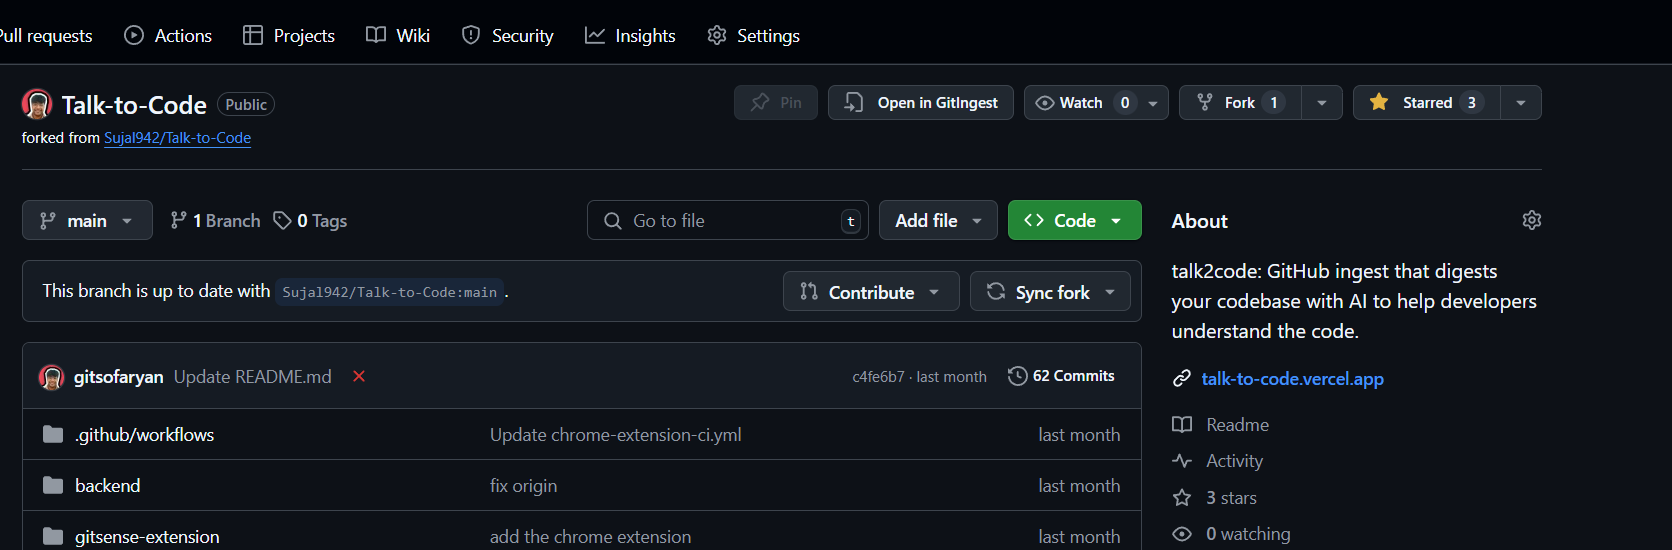 Pull requests Actions Projects Wiki Security Insights Settings
Talk-to-Code Public Pin Open in GitIngest Watch 0 Fork 1 Starred 3
forked from Sujal942/Talk-to-Code
main 1 Branch 0 Tags Go to file t Add file Code
About
This branch is up to date with Sujal942/Talk-to-Code:main . Contribute Sync fork
talk2code: GitHub ingest that digests
your codebase with AI to help developers
understand the code.
gitsofaryan Update README.md c4fe6b7 · last month 62 Commits
talk-to-code.vercel.app
.github/workflows Update chrome-extension-ci.yml last month
Readme
Activity
backend fix origin last month
3 stars
gitsense-extension add the chrome extension last month
0 watching